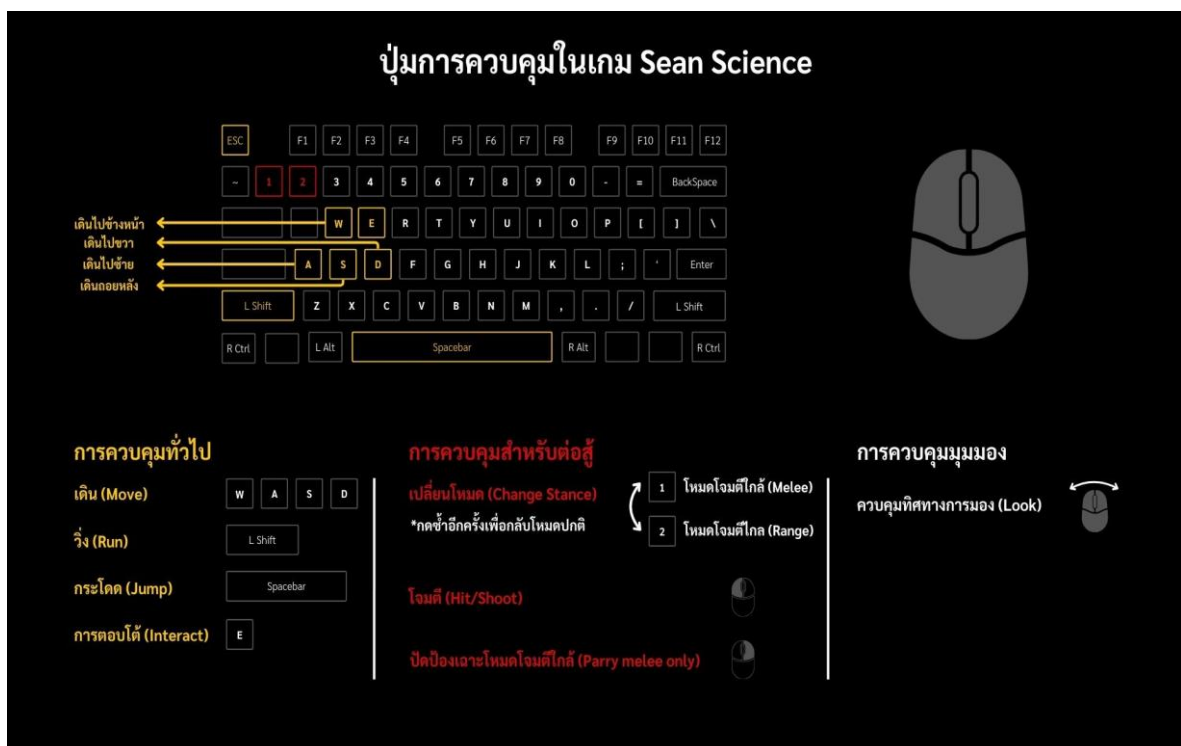 ปุ่มการควบคุมในเกม Sean Science
ESC F1 F2 F3 F4 F5 F6 F7 F8 F9 F10 F11 F12
~ 1 2 3 4 5 6 7 8 9 0 - = BackSpace
W E R T Y U I O P [ ] \
A S D F G H J K L ; ' Enter
L Shift Z X C V B N M , . / L Shift
R Ctrl L Alt Spacebar R Alt R Ctrl
เดินไปข้างหน้า
เดินไปขวา
เดินไปซ้าย
เดินถอยหลัง
การควบคุมทั่วไป
เดิน (Move) W A S D
วิ่ง (Run) L Shift
กระโดด (Jump) Spacebar
การตอบโต้ (Interact) E
การควบคุมสำหรับต่อสู้
เปลี่ยนโหมด (Change Stance)
*กดซ้ำอีกครั้งเพื่อกลับโหมดปกติ
1 โหมดโจมตีใกล้ (Melee)
2 โหมดโจมตีไกล (Range)
โจมตี (Hit/Shoot)
ปัดป้องเฉาะโหมดโจมตีใกล้ (Parry melee only)
การควบคุมมุมมอง
ควบคุมทิศทางการมอง (Look)